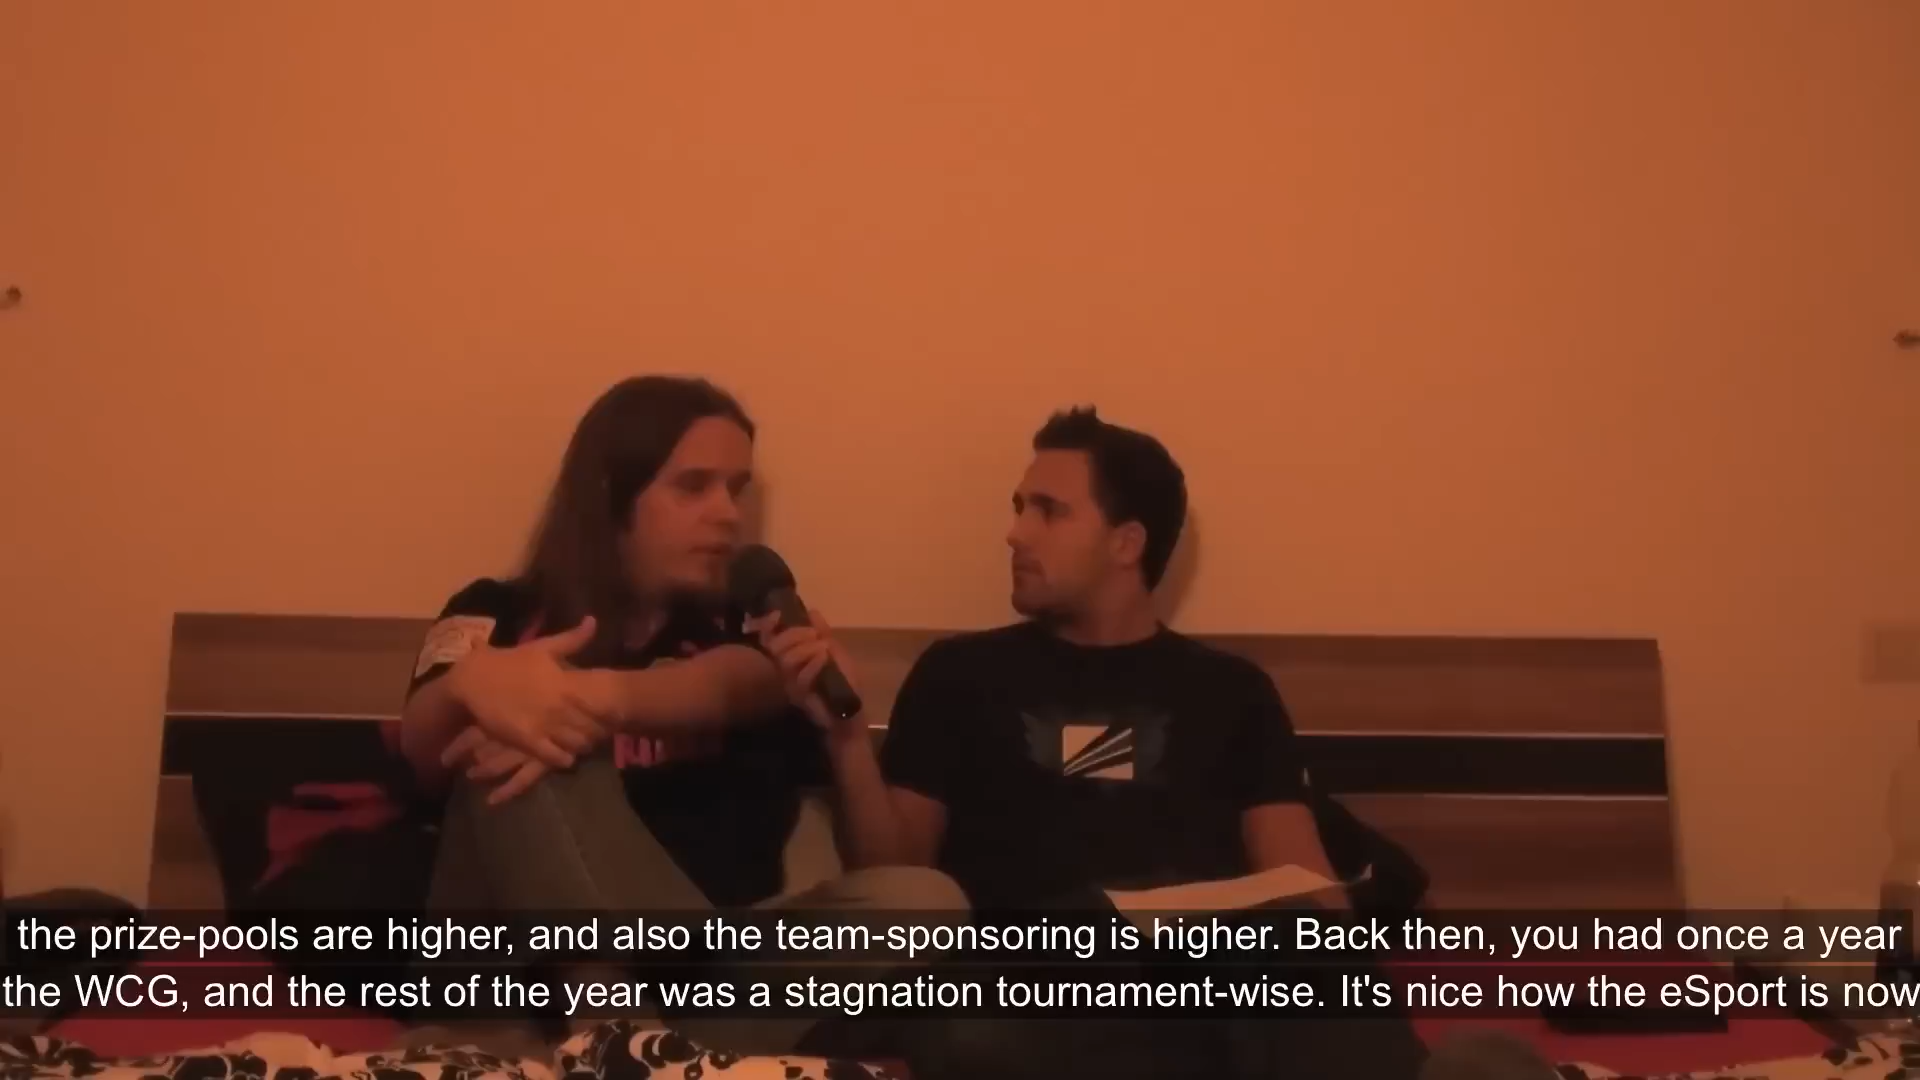 the prize-pools are higher, and also the team-sponsoring is higher. Back then, you had once a year
the WCG, and the rest of the year was a stagnation tournament-wise. It's nice how the eSport is now